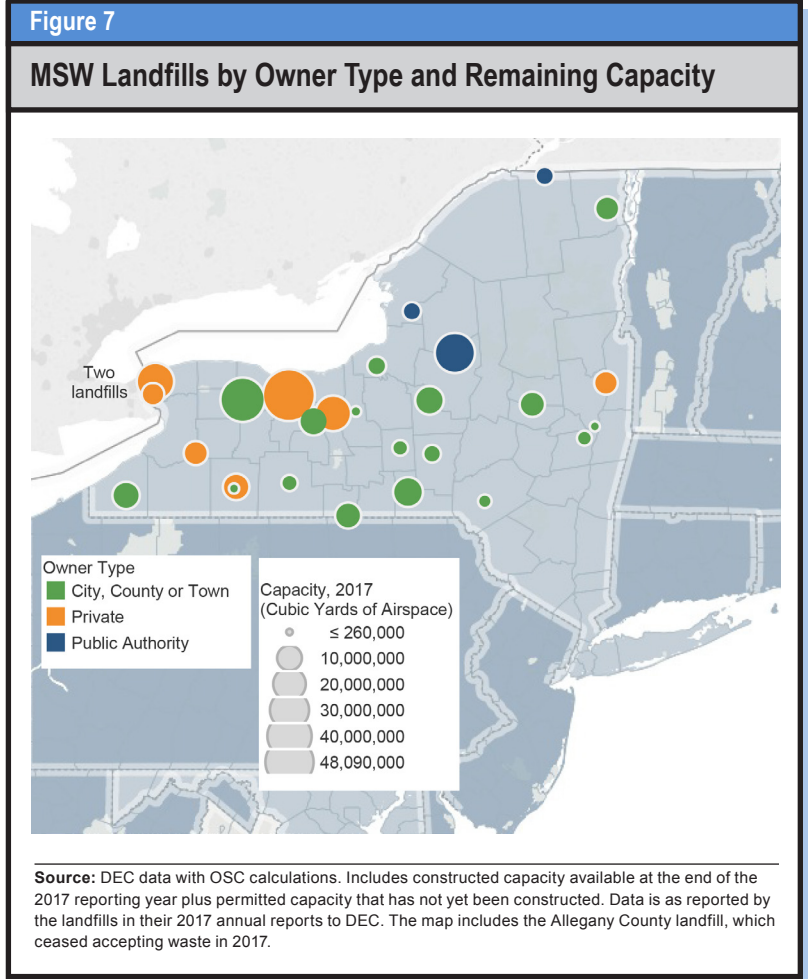 Figure 7
MSW Landfills by Owner Type and Remaining Capacity
Two
landfills
Owner Type
City, County or Town
Private
Public Authority
Capacity, 2017
(Cubic Yards of Airspace)
≤ 260,000
10,000,000
20,000,000
30,000,000
40,000,000
48,090,000
Source: DEC data with OSC calculations. Includes constructed capacity available at the end of the
2017 reporting year plus permitted capacity that has not yet been constructed. Data is as reported by
the landfills in their 2017 annual reports to DEC. The map includes the Allegany County landfill, which
ceased accepting waste in 2017.